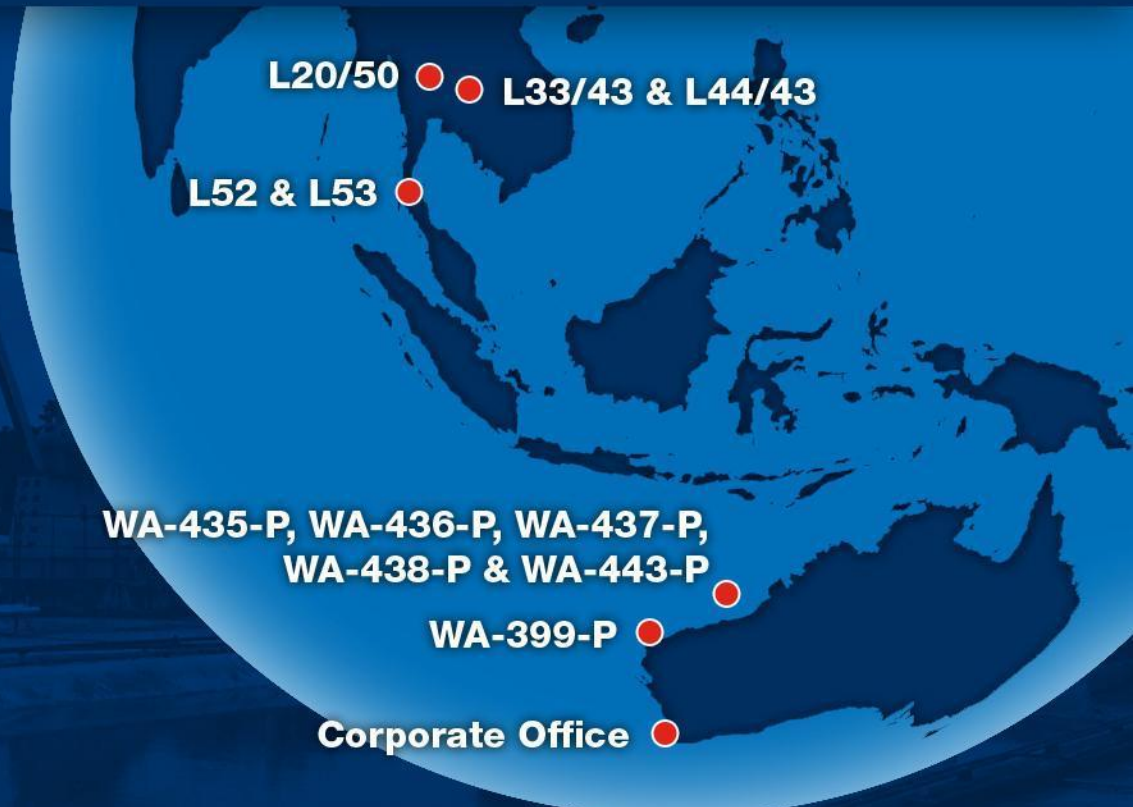 L20/50
L33/43 & L44/43
L52 & L53
WA-435-P, WA-436-P, WA-437-P,
WA-438-P & WA-443-P
WA-399-P
Corporate Office